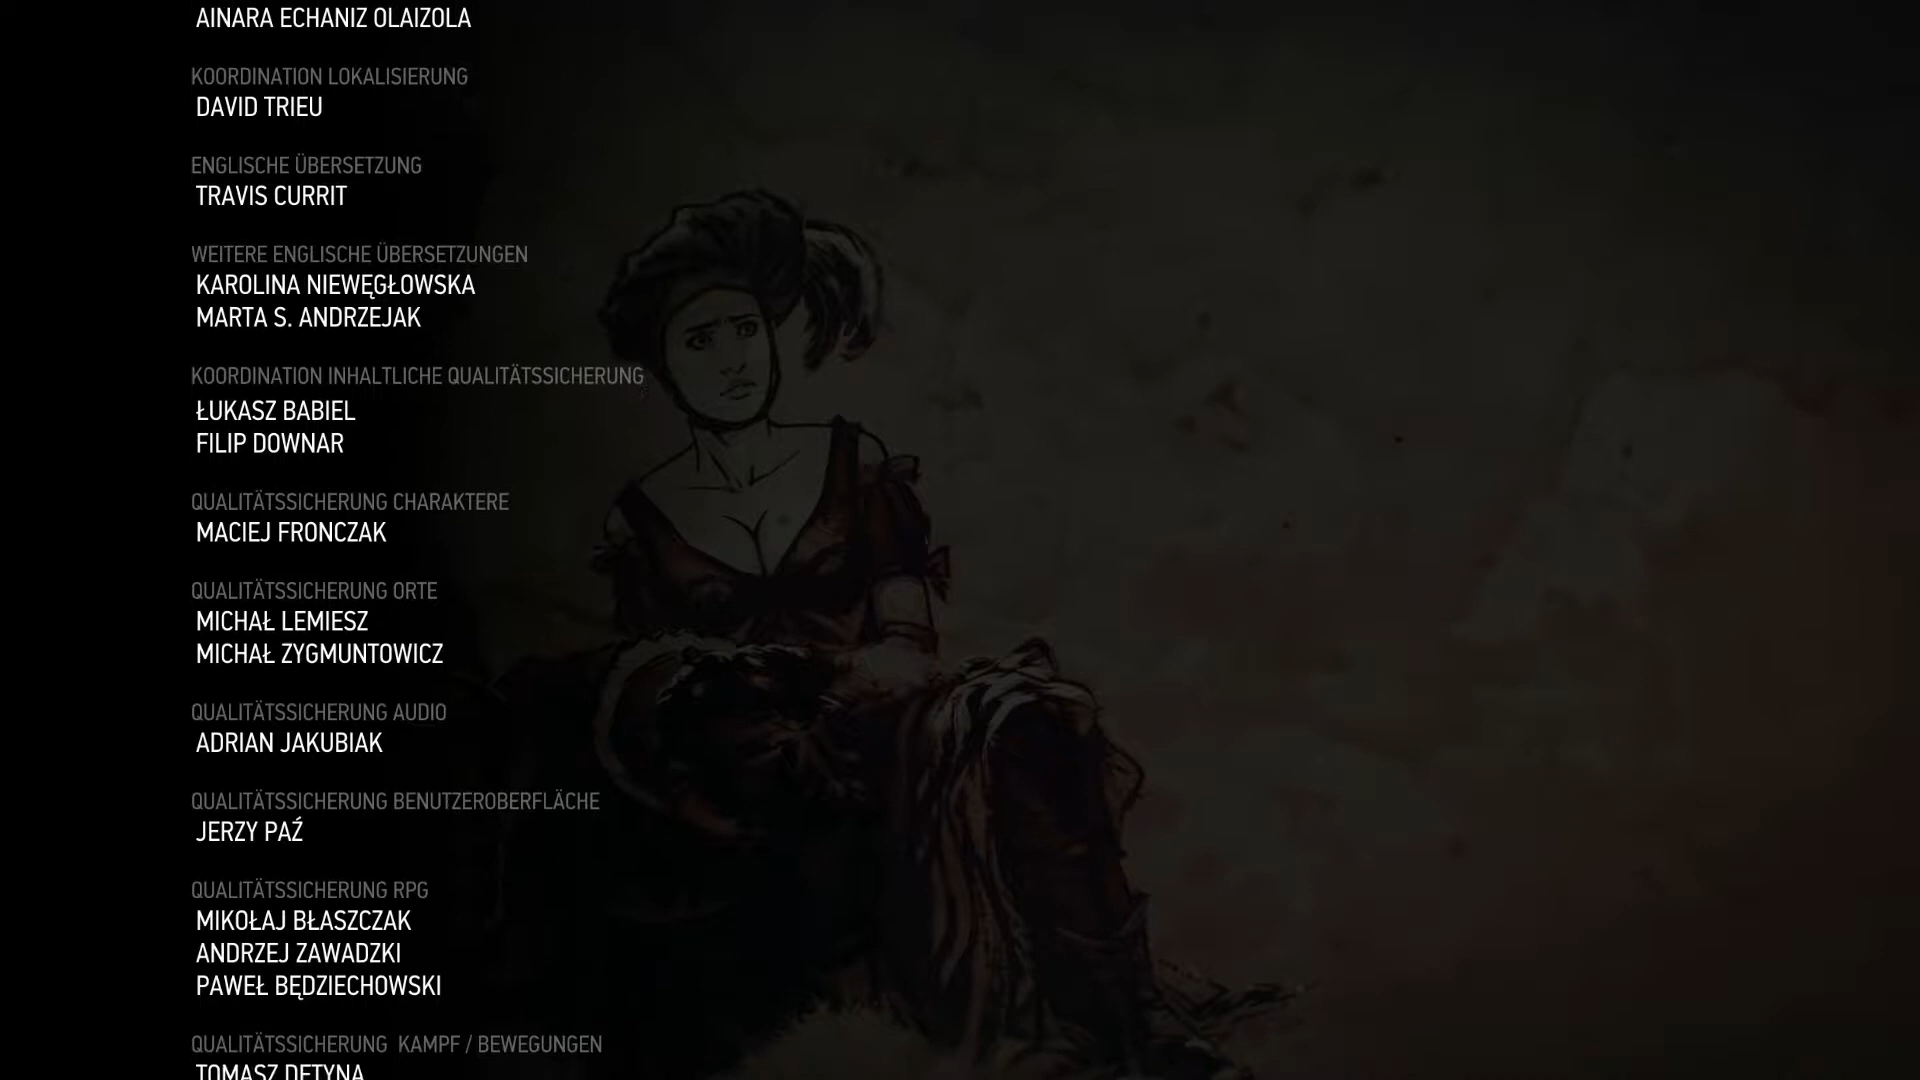 AINARA ECHANIZ OLAIZOLA
KOORDINATION LOKALISIERUNG
DAVID TRIEU
ENGLISCHE ÜBERSETZUNG
TRAVIS CURRIT
WEITERE ENGLISCHE ÜBERSETZUNGEN
KAROLINA NIEWĘGŁOWSKA
MARTA S. ANDRZEJAK
KOORDINATION INHALTLICHE QUALITÄTSSICHERUNG
ŁUKASZ BABIEL
FILIP DOWNAR
QUALITÄTSSICHERUNG CHARAKTERE
MACIEJ FRONCZAK
QUALITÄTSSICHERUNG ORTE
MICHAŁ LEMIESZ
MICHAŁ ZYGMUNTOWICZ
QUALITÄTSSICHERUNG AUDIO
ADRIAN JAKUBIAK
QUALITÄTSSICHERUNG BENUTZEROBERFLÄCHE
JERZY PAŹ
QUALITÄTSSICHERUNG RPG
MIKOŁAJ BŁASZCZAK
ANDRZEJ ZAWADZKI
PAWEŁ BĘDZIECHOWSKI
QUALITÄTSSICHERUNG KAMPF / BEWEGUNGEN
TOMASZ DETYNA